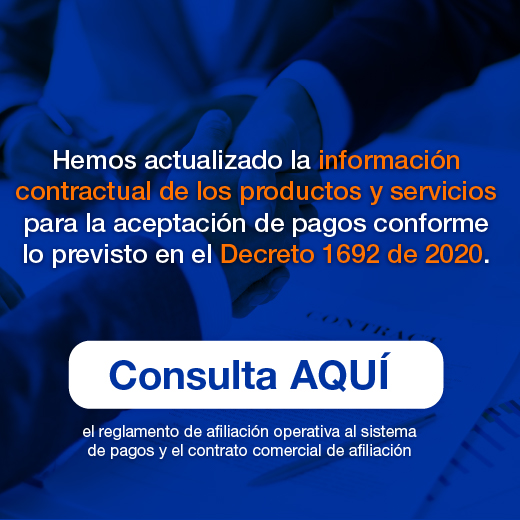 Hemos actualizado la información
contractual de los productos y servicios
para la aceptación de pagos conforme
lo previsto en el Decreto 1692 de 2020.
CONTRACT
Consulta AQUÍ
el reglamento de afiliación operativa al sistema
de pagos y el contrato comercial de afiliación